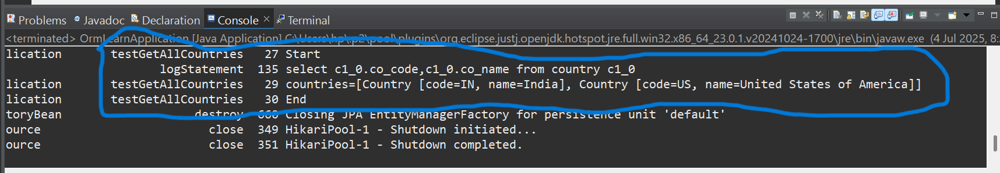 Problems @ Javadoc Declaration Console × Terminal
<terminated> OrmLearnApplication [Java Application] C:\Users\hp\.p2\pool\plugins\org.eclipse.justj.openjdk.hotspot.jre.full.win32.x86_64_23.0.1.v20241024-1700\jre\bin\javaw.exe (4 Jul 2025, 8:
lication testGetAllCountries 27 Start
logStatement 135 select c1_0.co_code,c1_0.co_name from country c1_0
lication testGetAllCountries 29 countries=[Country [code=IN, name=India], Country [code=US, name=United States of America]]
lication testGetAllCountries 30 End
toryBean destroy 660 Closing JPA EntityManagerFactory for persistence unit 'default'
ource close 349 HikariPool-1 - Shutdown initiated...
ource close 351 HikariPool-1 - Shutdown completed.